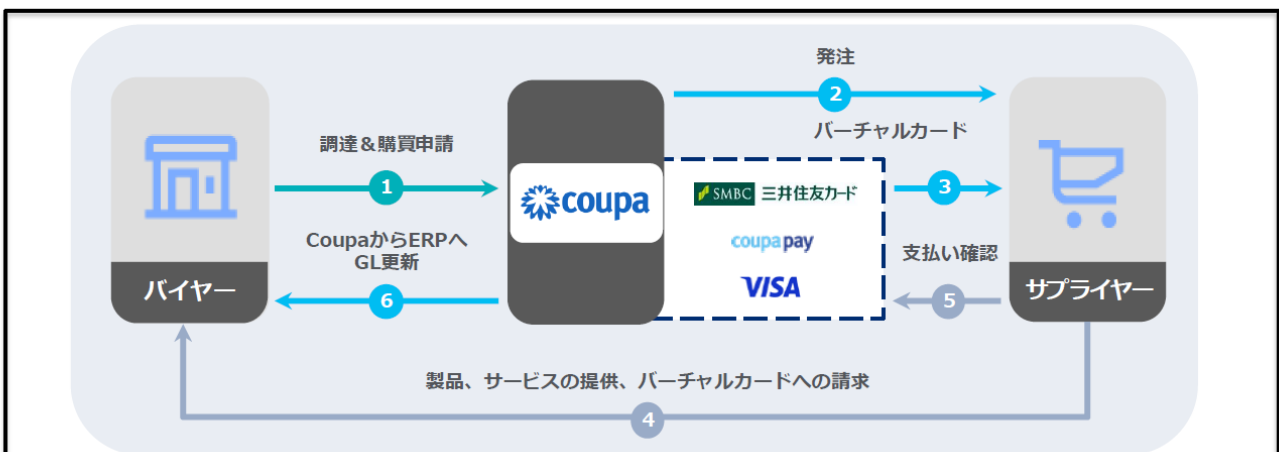 発注
2
バーチャルカード
調達＆購買申請
1
coupa
SMBC 三井住友カード
3
coupa pay
CoupaからERPへ
GL更新
支払い確認
バイヤー
6
VISA
5
サプライヤー
製品、サービスの提供、バーチャルカードへの請求
4